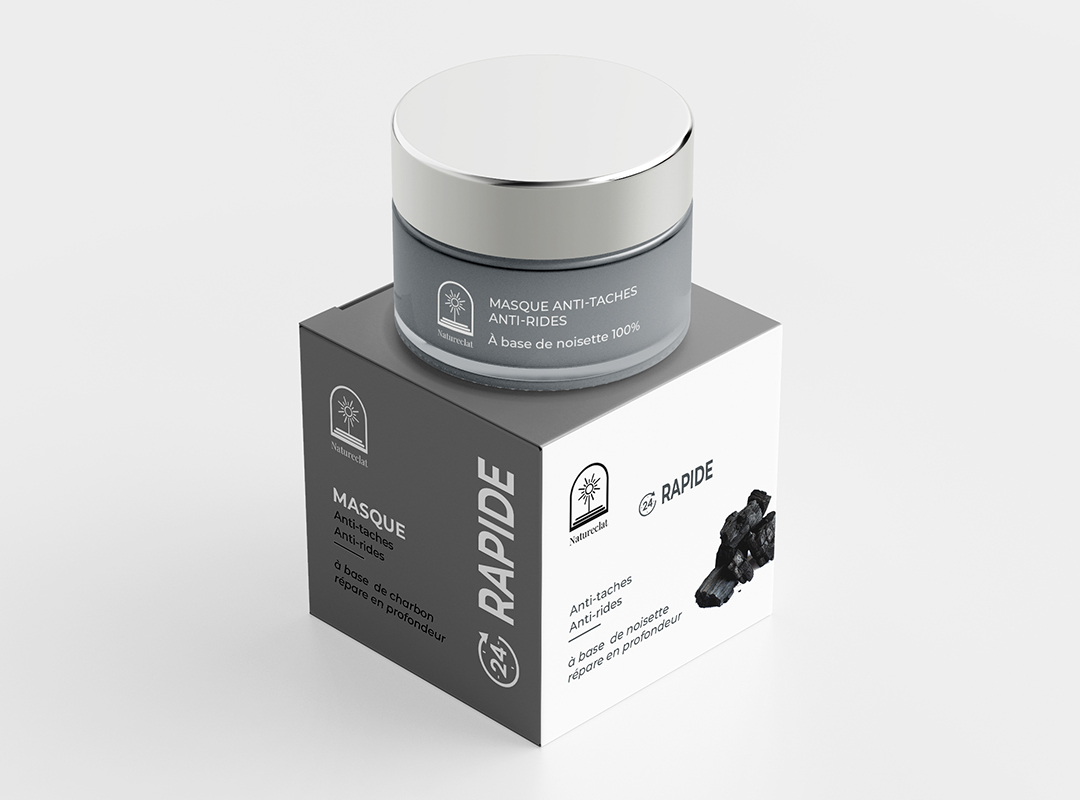 MASQUE ANTI-TACHES
ANTI-RIDES
À base de noisette 100%
Natureclat
Natureclat
MASQUE
Anti-taches
Anti-rides
à base de charbon
répare en profondeur
24 RAPIDE
Natureclat
24 RAPIDE
Anti-taches
Anti-rides
à base de noisette
répare en profondeur